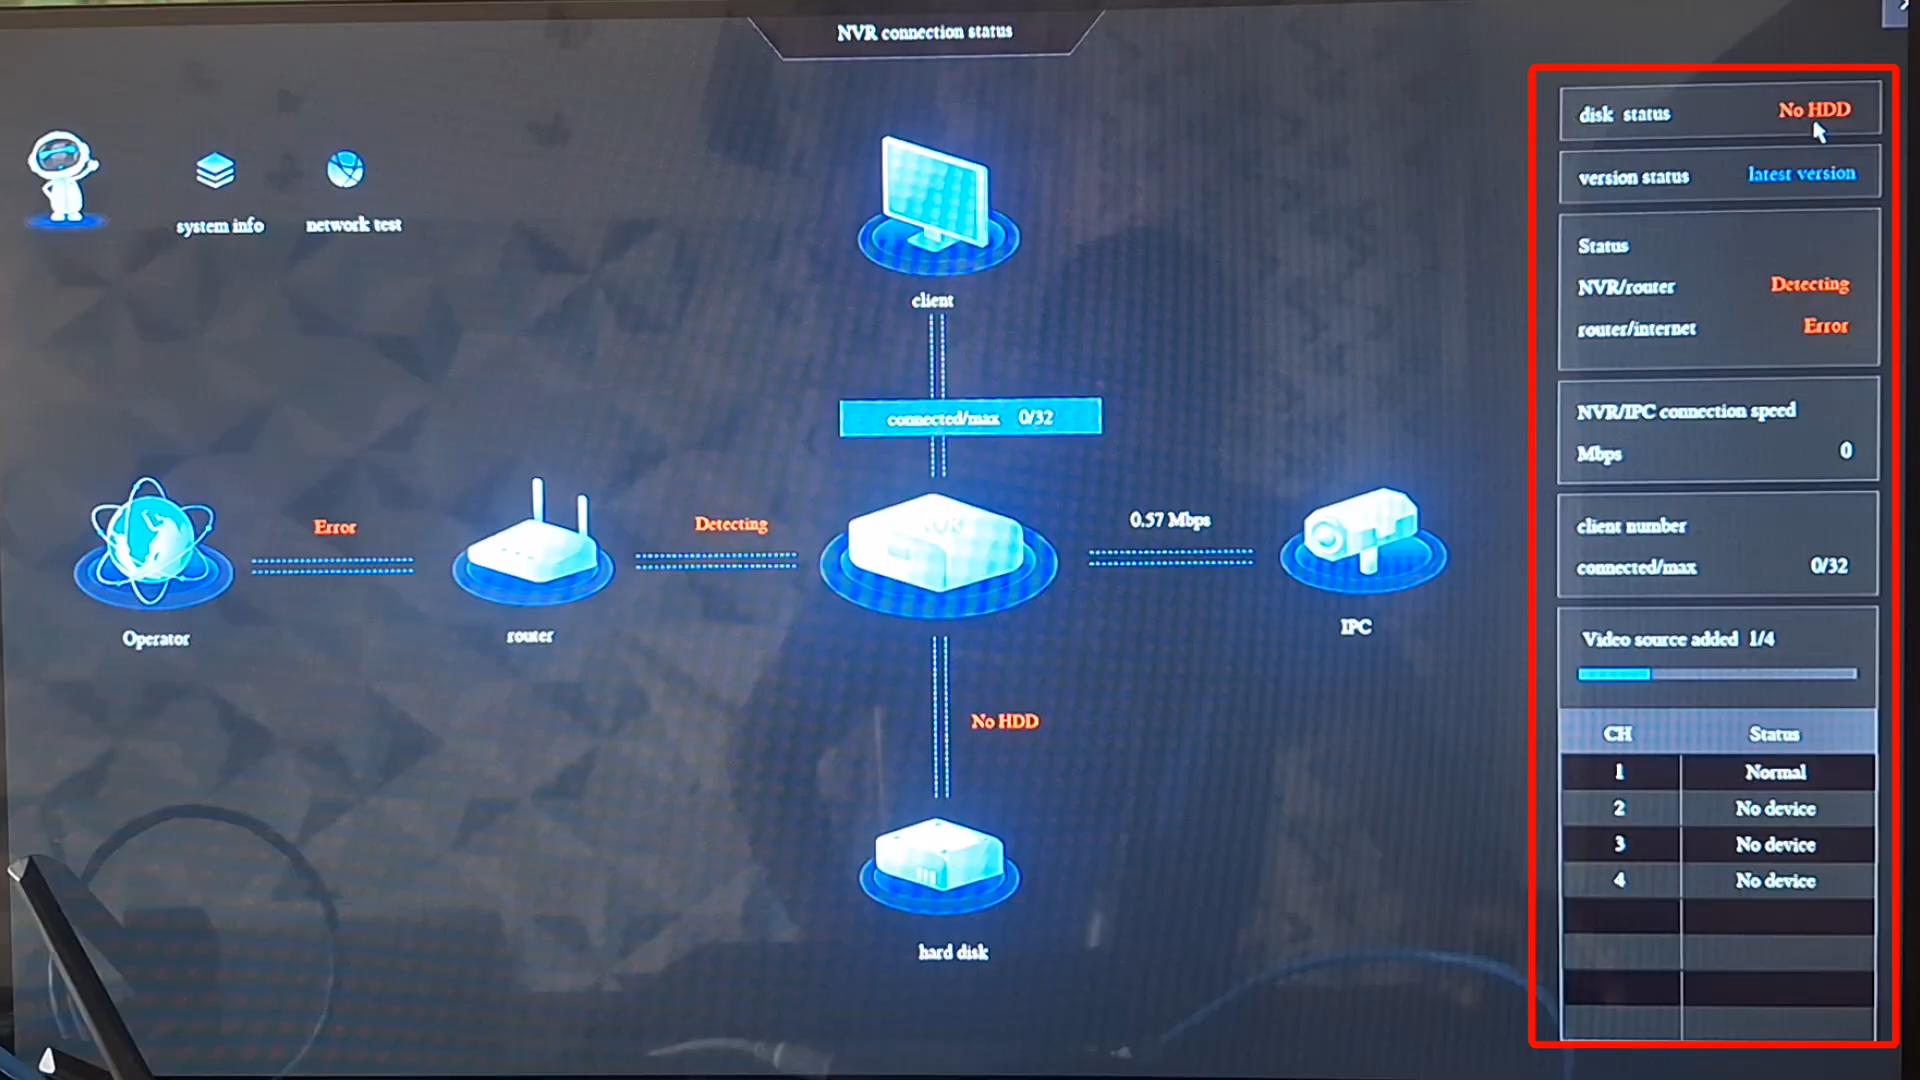 NVR connection status
disk status No HDD
version status latest version
system info
network test
Status
NVR/router Detecting
router/internet Error
client
connected/max 0/32
NVR/IPC connection speed
Mbps 0
Error
Detecting
NVR
0.57 Mbps
client number
connected/max 0/32
Operator
router
IPC
Video source added 1/4
No HDD
CH Status
1 Normal
2 No device
3 No device
4 No device
hard disk